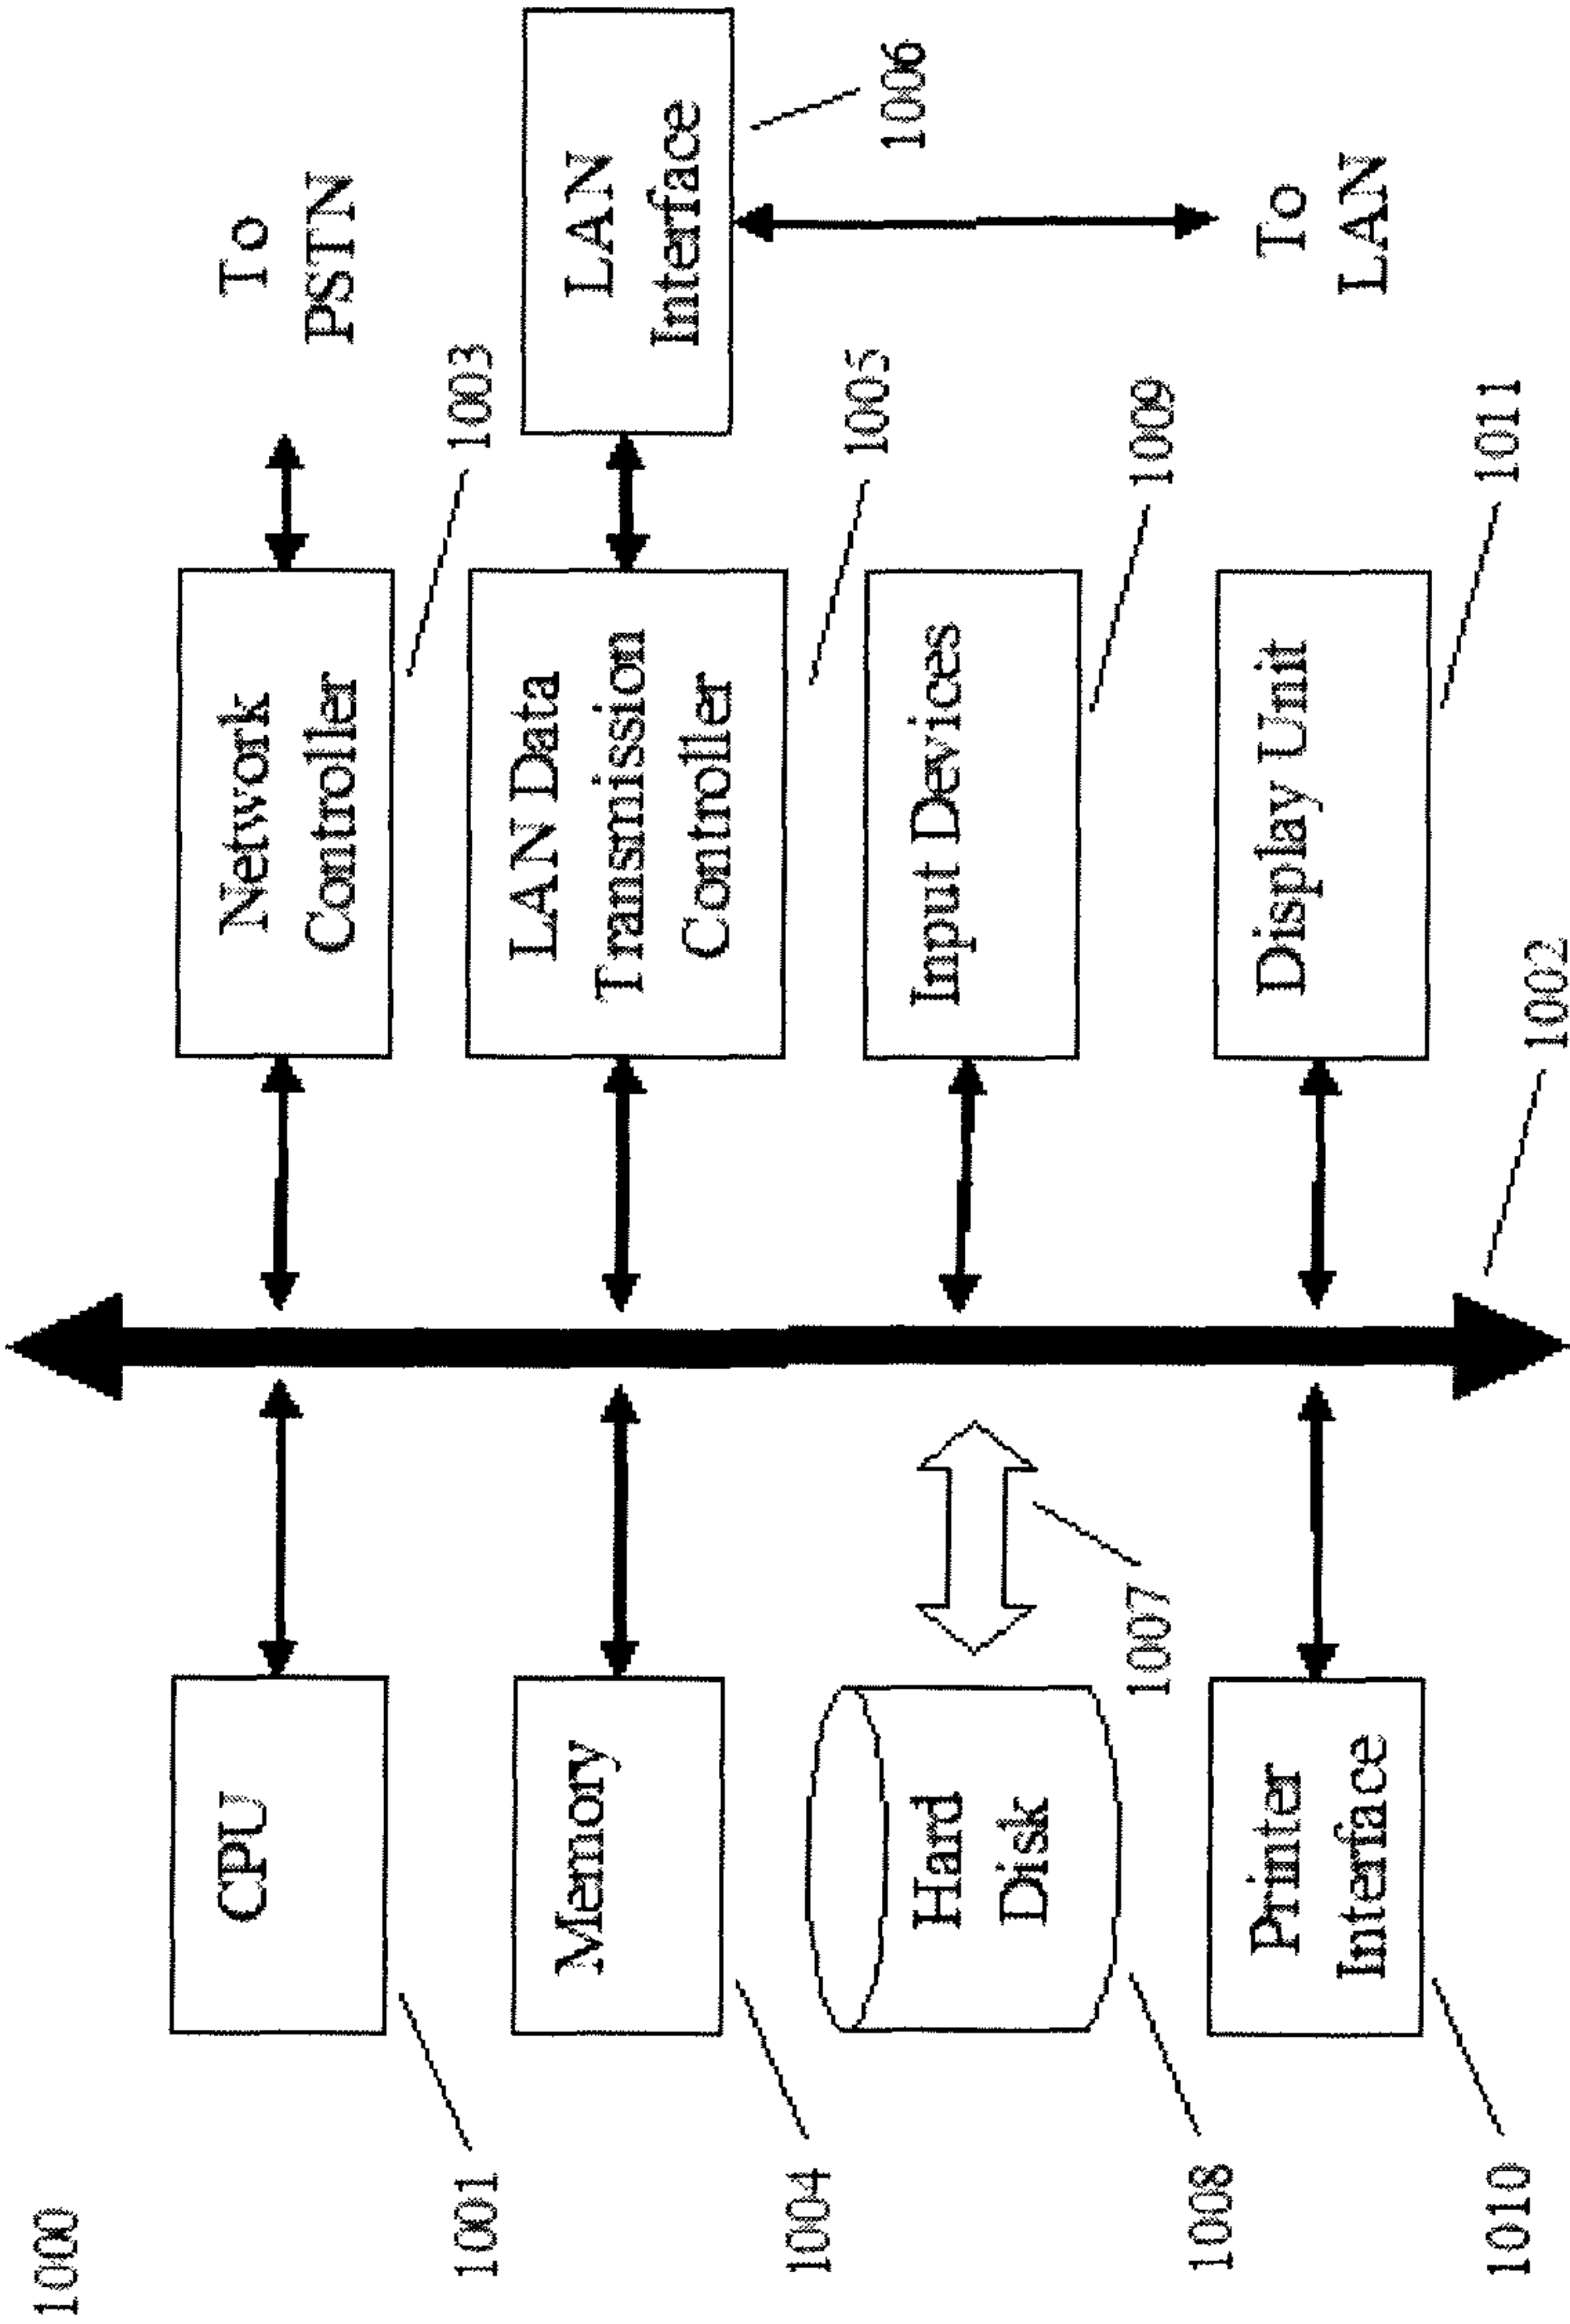 1000
CPU
1001
Memory
1004
Hard
Disk
1008
1007
Printer
Interface
1010
1002
Network
Controller
1003
To
PSTN
LAN Data
Transmission
Controller
1005
LAN
Interface
1006
To
LAN
Input Devices
1009
Display Unit
1011